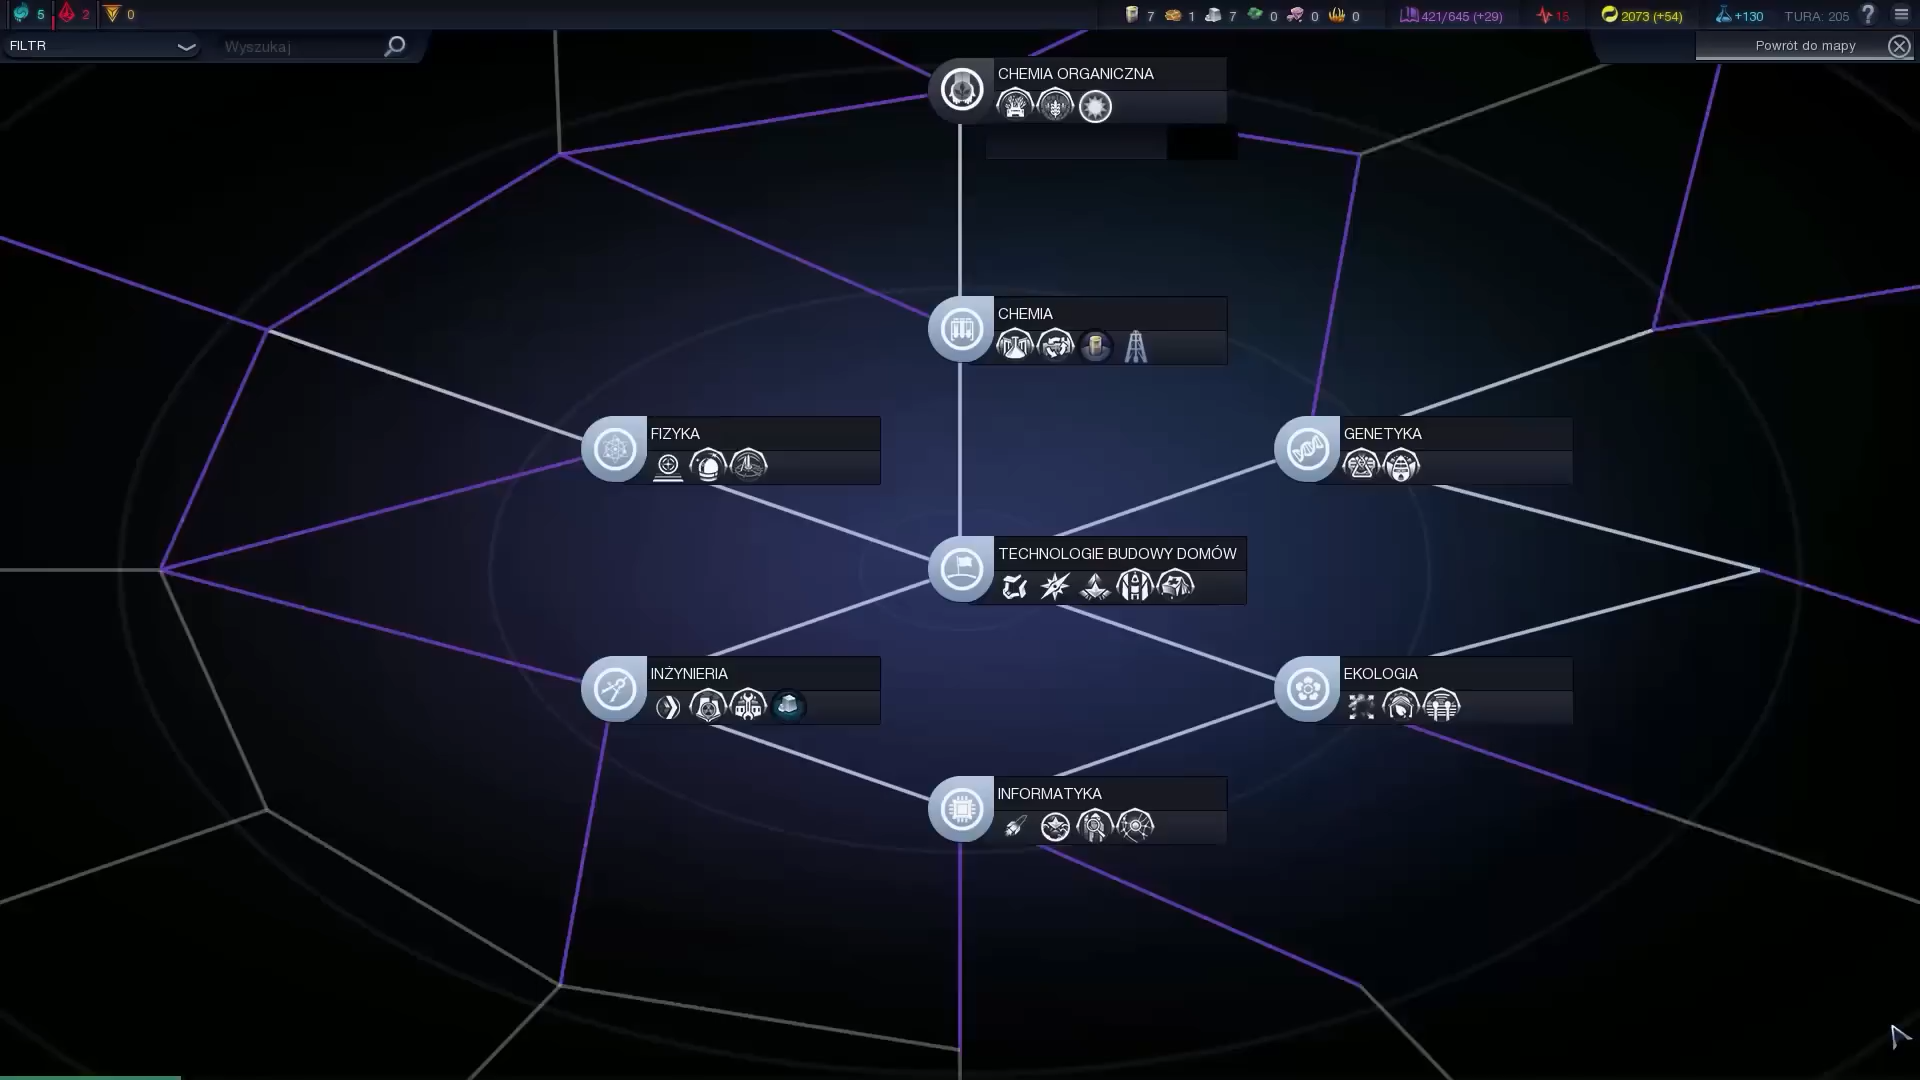 5 2 0 7 1 7 0 0 0 421/645 (+29) 15 2073 (+54) +130 TURA: 205 ?
FILTR Wyszukaj Powrót do mapy
CHEMIA ORGANICZNA
CHEMIA
FIZYKA GENETYKA
TECHNOLOGIE BUDOWY DOMÓW
INŻYNIERIA EKOLOGIA
INFORMATYKA